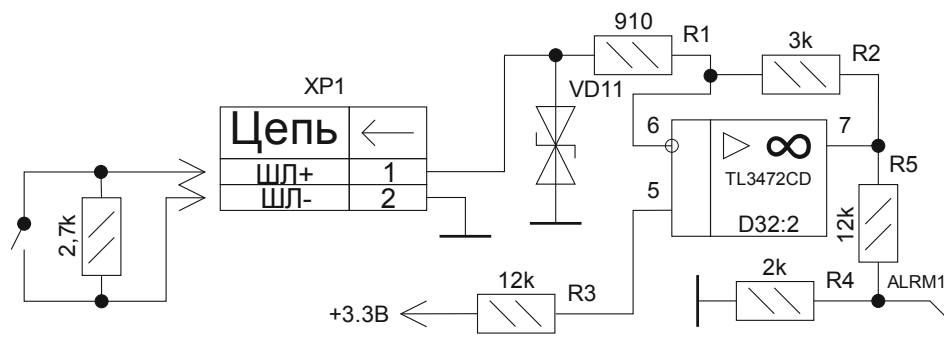 910
R1
3k
R2
XP1
VD11
Цепь
ШЛ+ 1
ШЛ- 2
6
7
5
TL3472CD
D32:2
R5
12k
2,7k
12k
R3
+3.3В
2k
R4
ALRM1